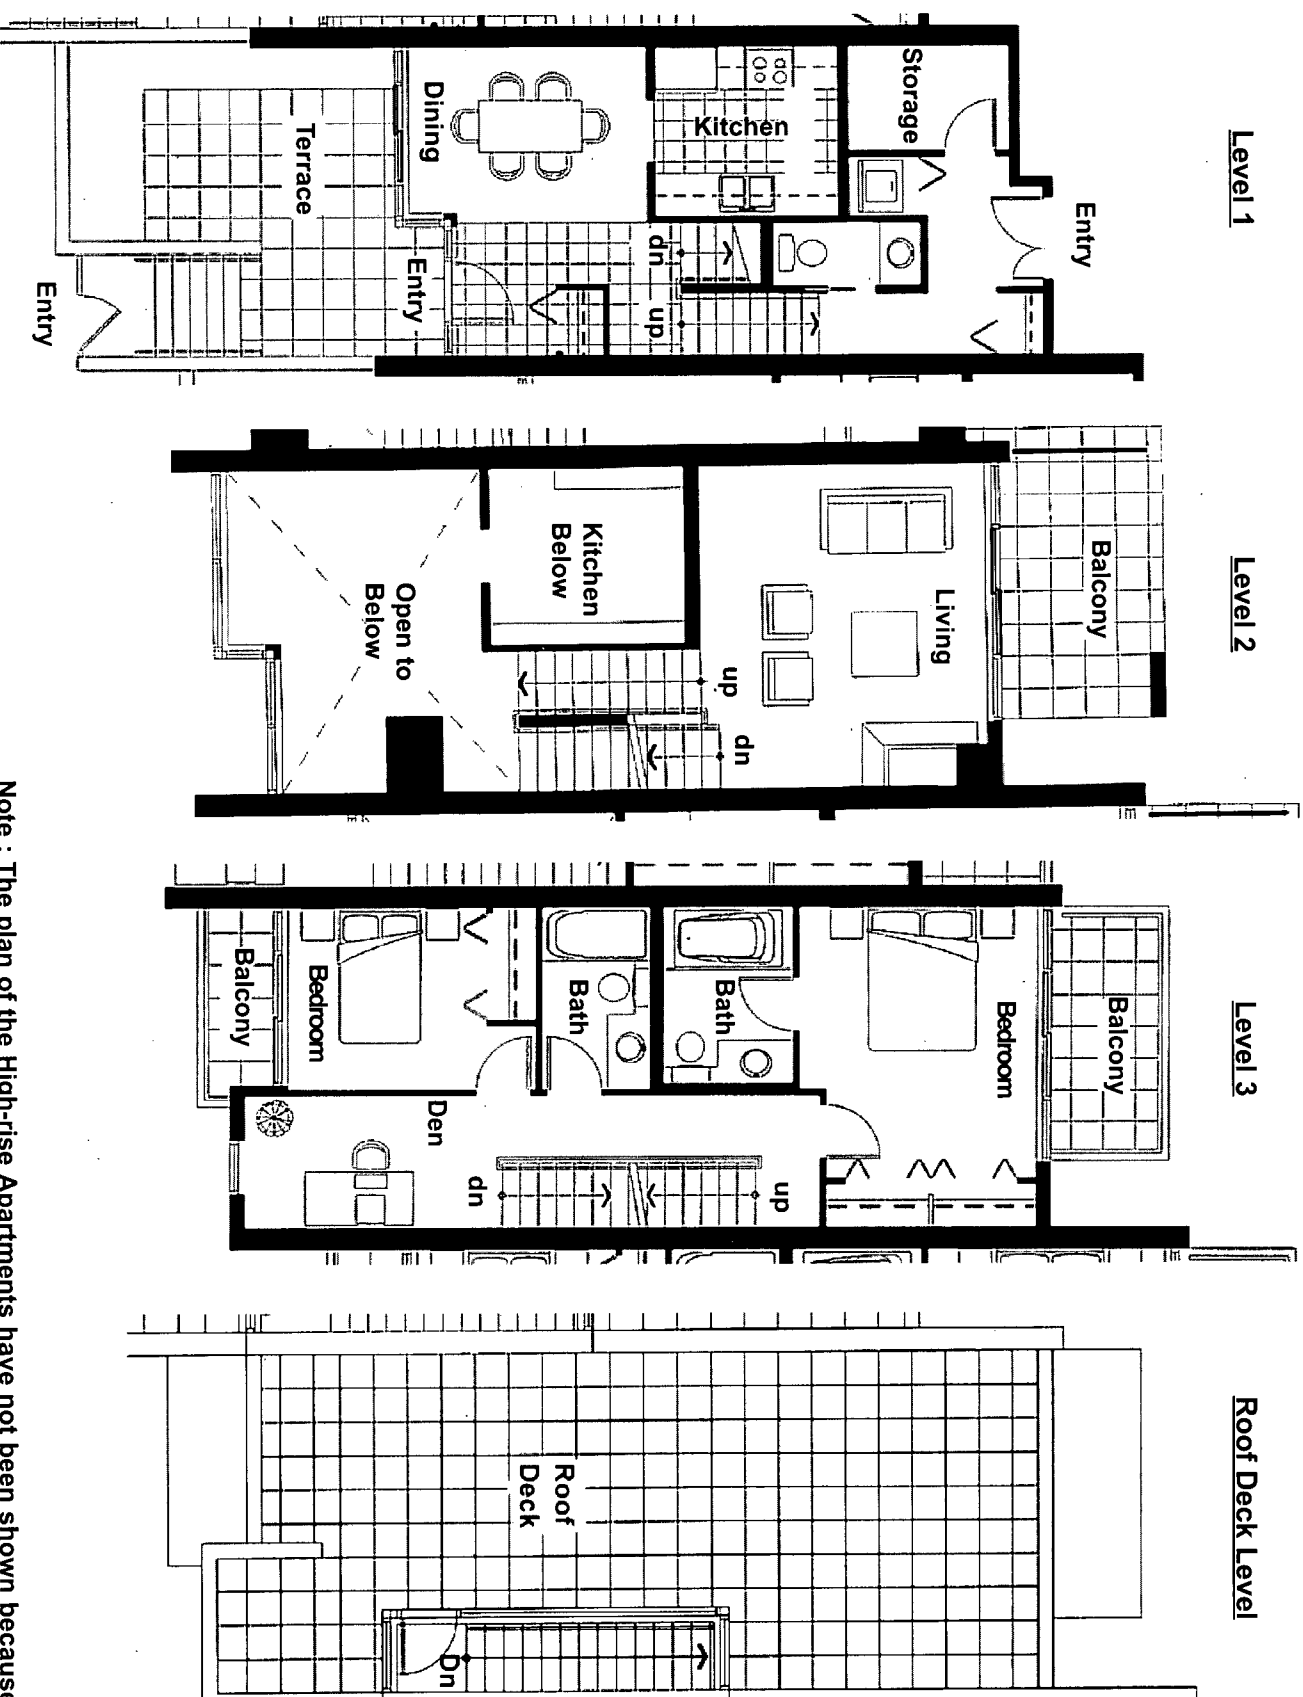 Level 1
Entry
Storage
Kitchen
Dining
Terrace
dn
up
Entry
Entry
Level 2
Balcony
Living
Kitchen
Below
Open to
Below
up
dn
Level 3
Balcony
Bedroom
Bath
Bath
Bedroom
Balcony
Den
up
dn
Roof Deck Level
Roof
Deck
Dn
Note : The plan of the High-rise Apartments have not been shown because